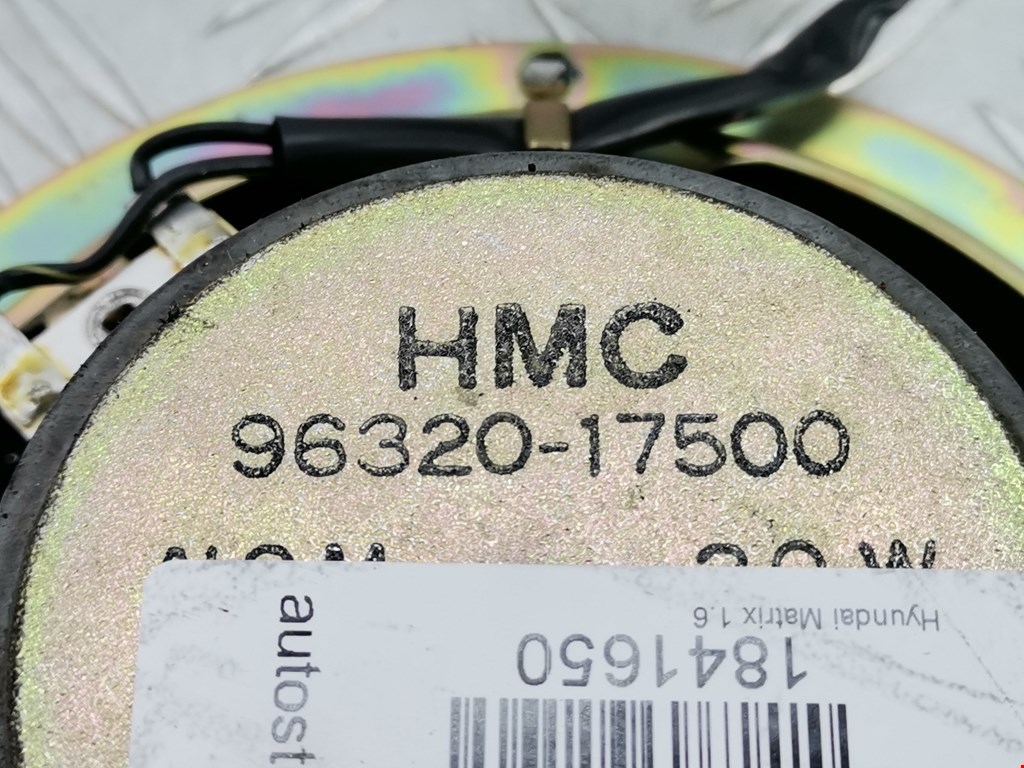 HMC
96320-17500
Hyundai Matrix 1.6
1841650
autost